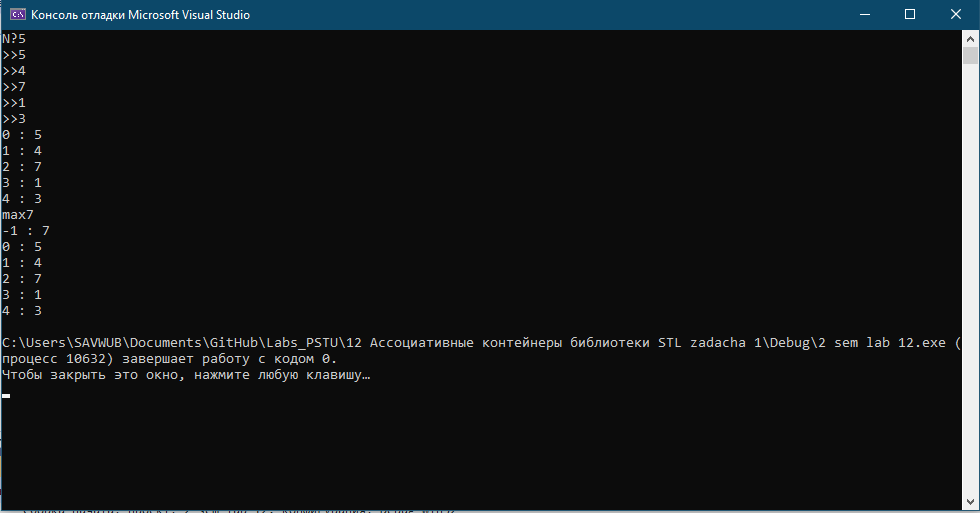 Консоль отладки Microsoft Visual Studio
N?5
>>5
>>4
>>7
>>1
>>3
0 : 5
1 : 4
2 : 7
3 : 1
4 : 3
max7
-1 : 7
0 : 5
1 : 4
2 : 7
3 : 1
4 : 3
C:\Users\SAVWUB\Documents\GitHub\Labs_PSTU\12 Ассоциативные контейнеры библиотеки STL zadacha 1\Debug\2 sem lab 12.exe (
процесс 10632) завершает работу с кодом 0.
Чтобы закрыть это окно, нажмите любую клавишу…